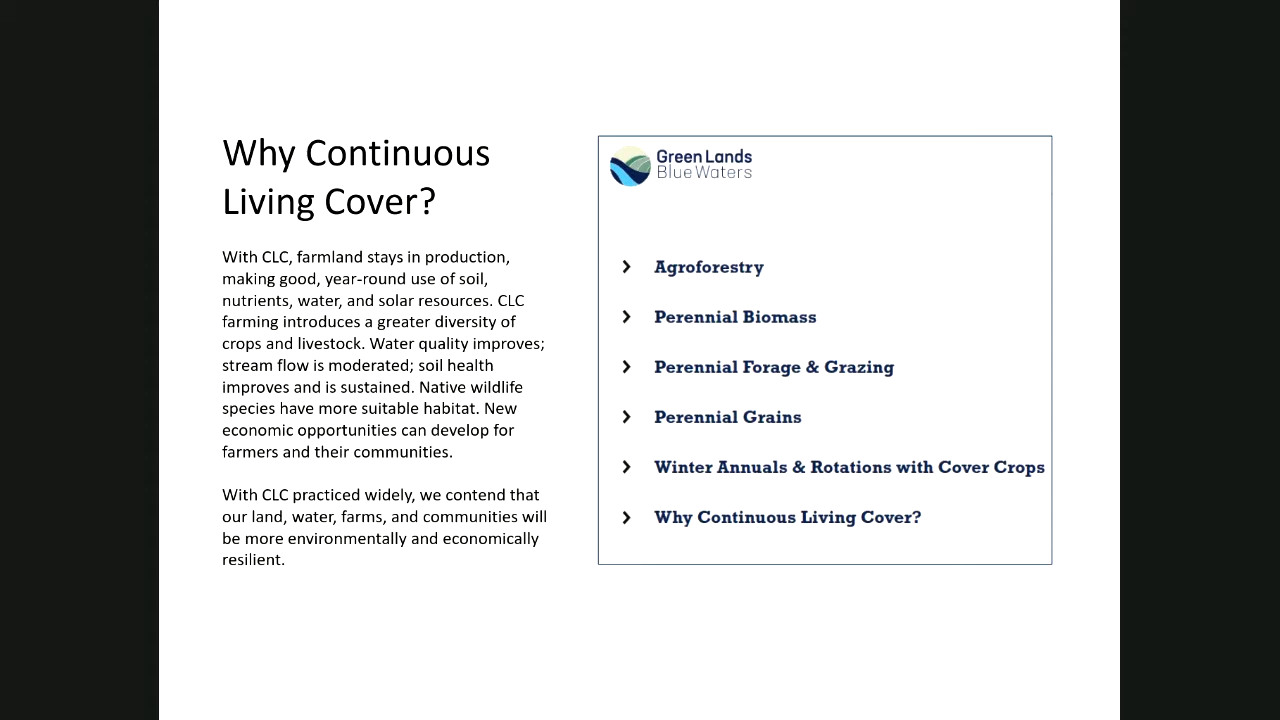 Why Continuous
Living Cover?
With CLC, farmland stays in production,
making good, year-round use of soil,
nutrients, water, and solar resources. CLC
farming introduces a greater diversity of
crops and livestock. Water quality improves;
stream flow is moderated; soil health
improves and is sustained. Native wildlife
species have more suitable habitat. New
economic opportunities can develop for
farmers and their communities.
With CLC practiced widely, we contend that
our land, water, farms, and communities will
be more environmentally and economically
resilient.
Green Lands
Blue Waters
Agroforestry
Perennial Biomass
Perennial Forage & Grazing
Perennial Grains
Winter Annuals & Rotations with Cover Crops
Why Continuous Living Cover?